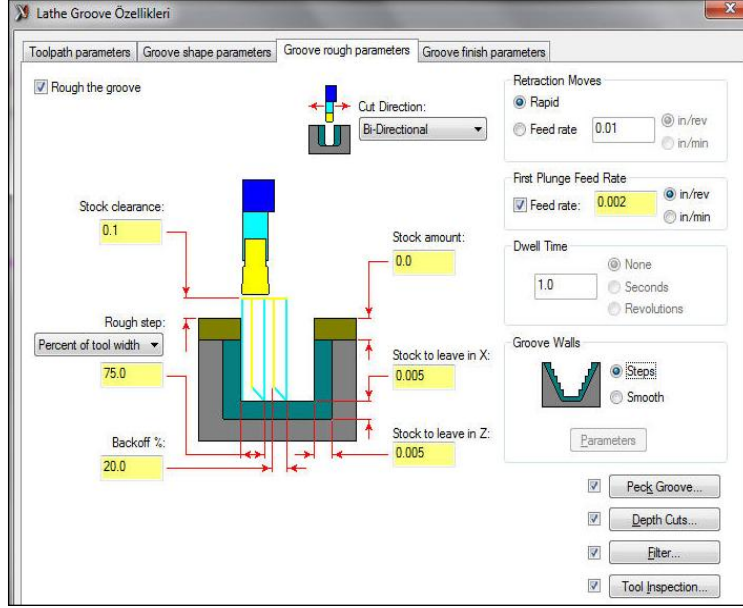 Lathe Groove Özellikleri
Toolpath parameters
Groove shape parameters
Groove rough parameters
Groove finish parameters
Rough the groove
Cut Direction:
Bi-Directional
Stock clearance:
0.1
Stock amount:
0.0
Rough step:
Percent of tool width
75.0
Stock to leave in X:
0.005
Backoff %:
20.0
Stock to leave in Z:
0.005
Retraction Moves
Rapid
Feed rate
0.01
in/rev
in/min
First Plunge Feed Rate
Feed rate:
0.002
in/rev
in/min
Dwell Time
1.0
None
Seconds
Revolutions
Groove Walls
Steps
Smooth
Parameters
Peck Groove...
Depth Cuts...
Filter...
Tool Inspection...